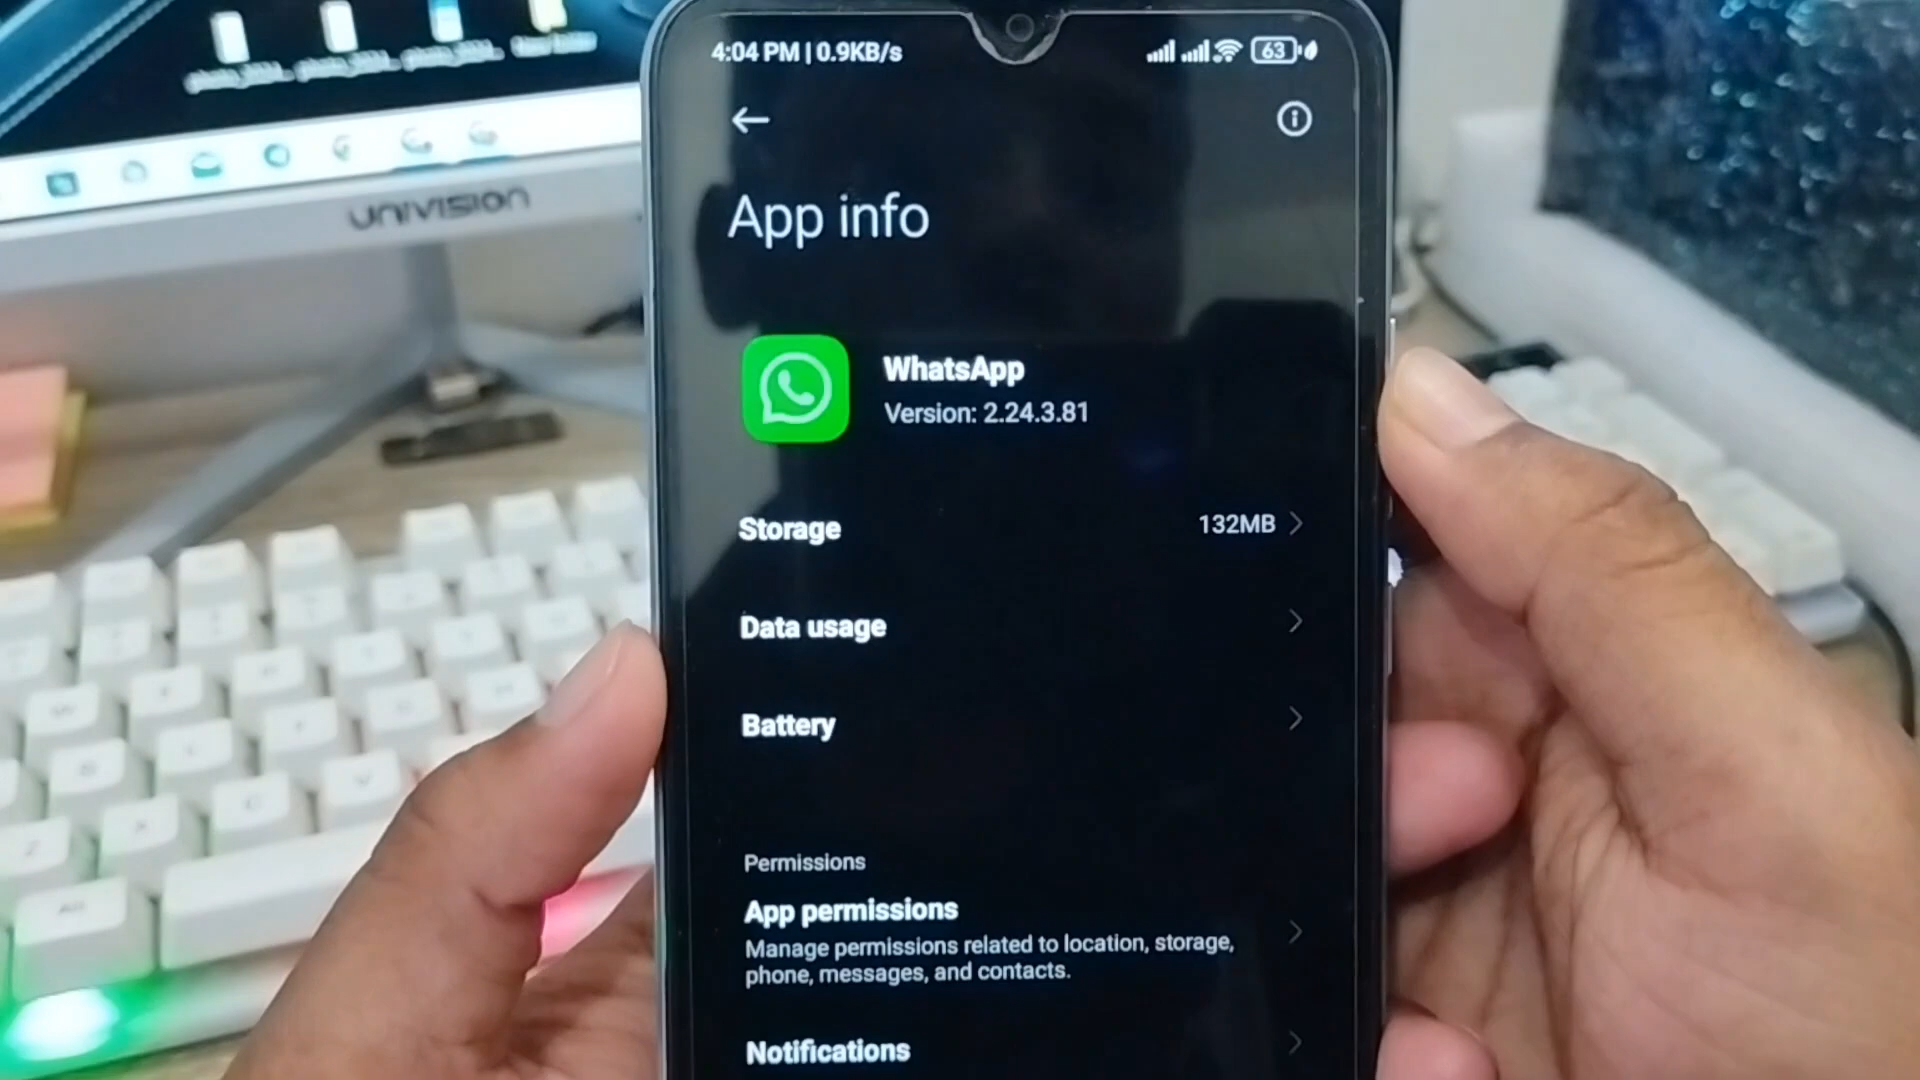 4:04 PM | 0.9KB/s
63
App info
WhatsApp
Version: 2.24.3.81
Storage
132MB
Data usage
Battery
Permissions
App permissions
Manage permissions related to location, storage,
phone, messages, and contacts.
Notifications
UNIVISION